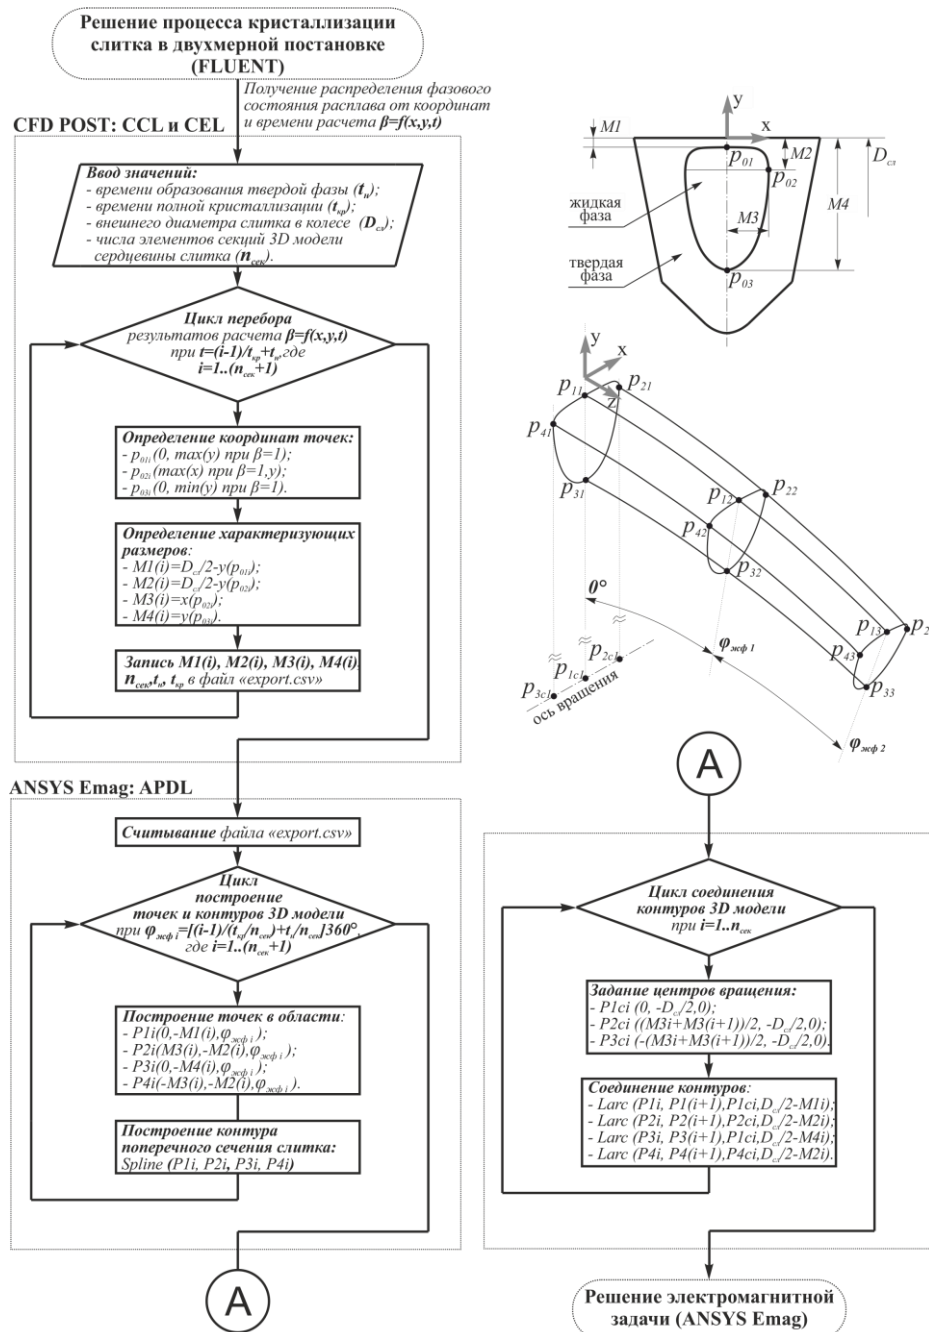 Решение процесса кристаллизации
слитка в двухмерной постановке
(FLUENT)
Получение распределения фазового
состояния расплава от координат
и времени расчета β=f(x,y,t)
CFD POST: CCL и CEL
Ввод значений:
- времени образования твердой фазы (tн);
- времени полной кристаллизации (tкр);
- внешнего диаметра слитка в колесе (Dсл);
- числа элементов секций 3D модели
сердцевины слитка (nсек).
Цикл перебора
результатов расчета β=f(x,y,t)
при t=(i-1)/tкр+tн,где
i=1..(nсек+1)
Определение координат точек:
- p01i(0, max(y) при β=1);
- p02i(max(x) при β=1,y);
- p03i(0, min(y) при β=1).
Определение характеризующих
размеров:
- M1(i)=Dсл/2-y(p01i);
- M2(i)=Dсл/2-y(p02i);
- M3(i)=x(p02i);
- M4(i)=y(p03i).
Запись M1(i), M2(i), M3(i), M4(i)
nсек,tн, tкр в файл «export.csv»
ANSYS Emag: APDL
Считывание файла «export.csv»
Цикл
построение
точек и контуров 3D модели
при φжф i=[(i-1)/(tкр/nсек)+tн/nсек]360°,
где i=1..(nсек+1)
Построение точек в области:
- P1i(0,-M1(i),φжф i);
- P2i(M3(i),-M2(i),φжф i);
- P3i(0,-M4(i),φжф i);
- P4i(-M3(i),-M2(i),φжф i).
Построение контура
поперечного сечения слитка:
Spline (P1i, P2i, P3i, P4i)
A
y
x
M1
M2
Dсл
p01
p02
M4
жидкая
фаза
M3
твердая
фаза
p03
y
x
z
p11
p21
p41
p31
p12
p22
p42
p32
0°
φжф 1
p13
p2
p43
p33
p2c1
p1c1
p3c1
ось вращения
φжф 2
A
Цикл соединения
контуров 3D модели
при i=1..nсек
Задание центров вращения:
- P1ci (0, -Dсл/2,0);
- P2ci ((M3i+M3(i+1))/2, -Dсл/2,0);
- P3ci (-(M3i+M3(i+1))/2, -Dсл/2,0).
Соединение контуров:
- Larc (P1i, P1(i+1),P1ci,Dсл/2-M1i);
- Larc (P2i, P2(i+1),P2ci,Dсл/2-M2i);
- Larc (P3i, P3(i+1),P1ci,Dсл/2-M4i);
- Larc (P4i, P4(i+1),P4ci,Dсл/2-M2i).
Решение электромагнитной
задачи (ANSYS Emag)